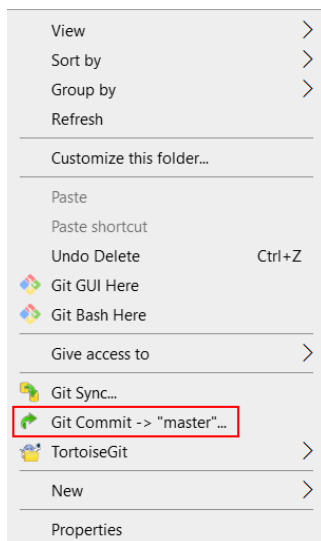 View
Sort by
Group by
Refresh
Customize this folder...
Paste
Paste shortcut
Undo Delete Ctrl+Z
Git GUI Here
Git Bash Here
Give access to
Git Sync...
Git Commit -> "master"...
TortoiseGit
New
Properties